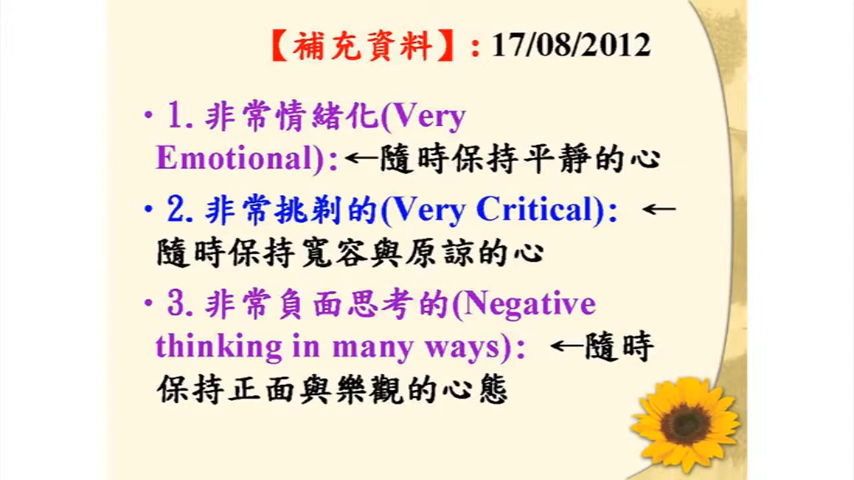 【補充資料】: 17/08/2012
•1.非常情緒化(Very
Emotional):←隨時保持平靜的心
•2.非常挑剃的(Very Critical): ←
隨時保持寬容與原諒的心
•3.非常負面思考的(Negative
thinking in many ways): ←隨時
保持正面與樂觀的心態